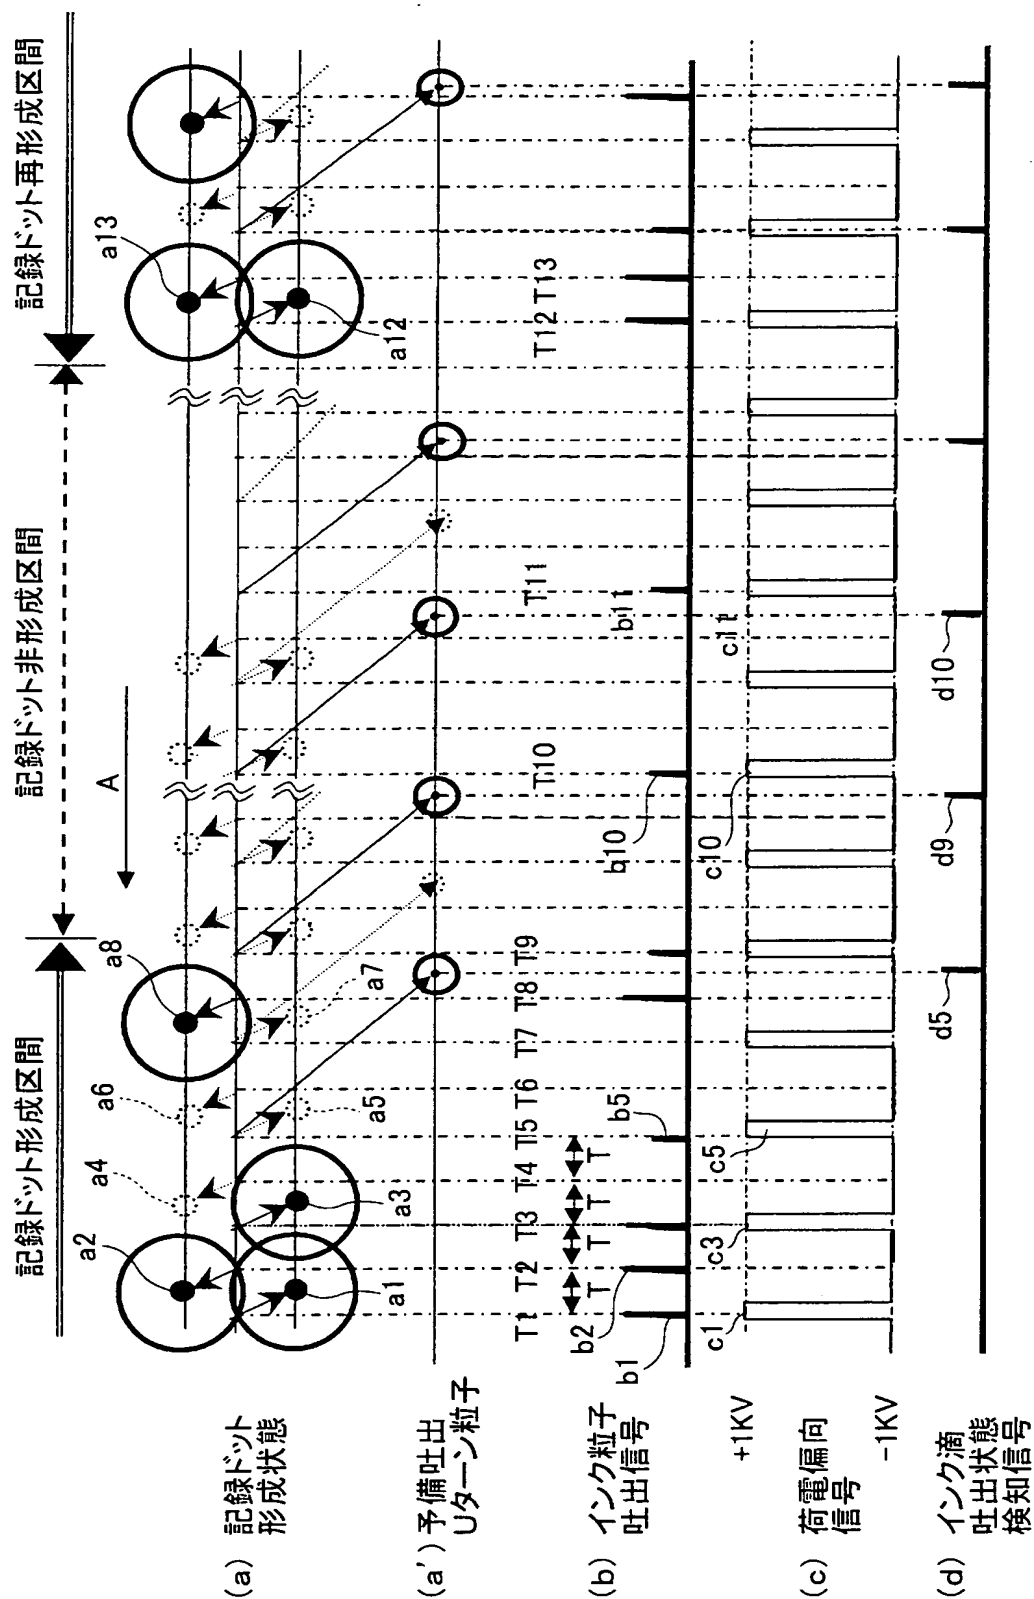 記録ドット形成区間
記録ドット非形成区間
記録ドット再形成区間
A
a2
a4
a6
a8
a13
a1
a3
a5
a7
a12
(a) 記録ドット
形成状態
(a') 予備吐出
Uターン粒子
T1
T2
T3
T4
T5
T6
T7
T8
T9
T10
T11
T12
T13
T
T
T
T
(b) インク粒子
吐出信号
b1
b2
b5
b10
b11
(c) 荷電偏向
信号
+1KV
-1KV
c1
c3
c5
c10
c11
(d) インク滴
吐出状態
検知信号
d5
d9
d10